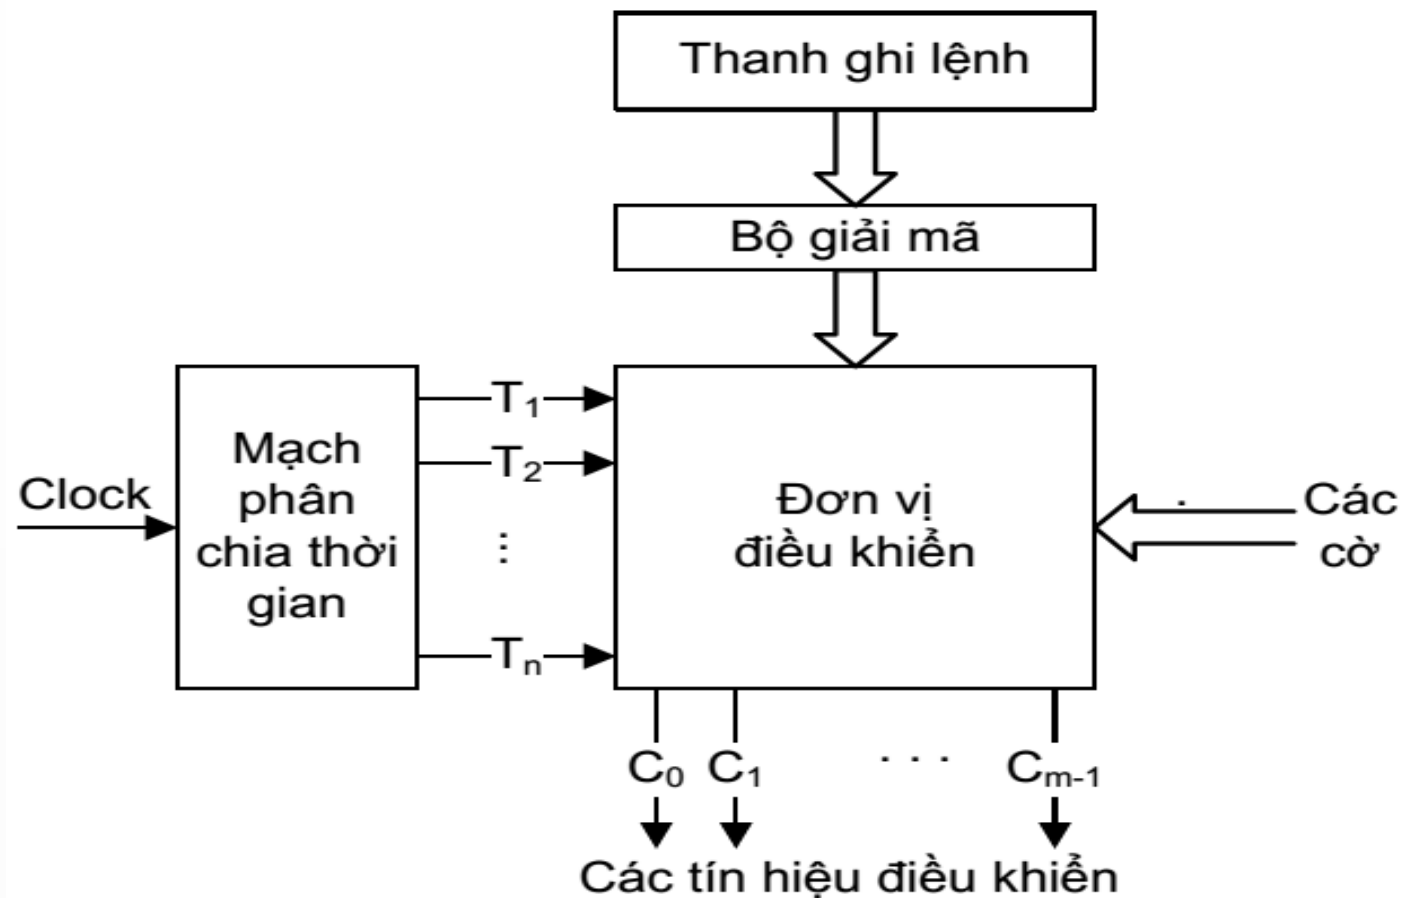 Thanh ghi lệnh
Bộ giải mã
Clock
Mạch
phân
chia thời
gian
T₁
T₂
⋮
Tₙ
Đơn vị
điều khiển
Các
cờ
C₀ C₁ . . . Cₘ₋₁
Các tín hiệu điều khiển